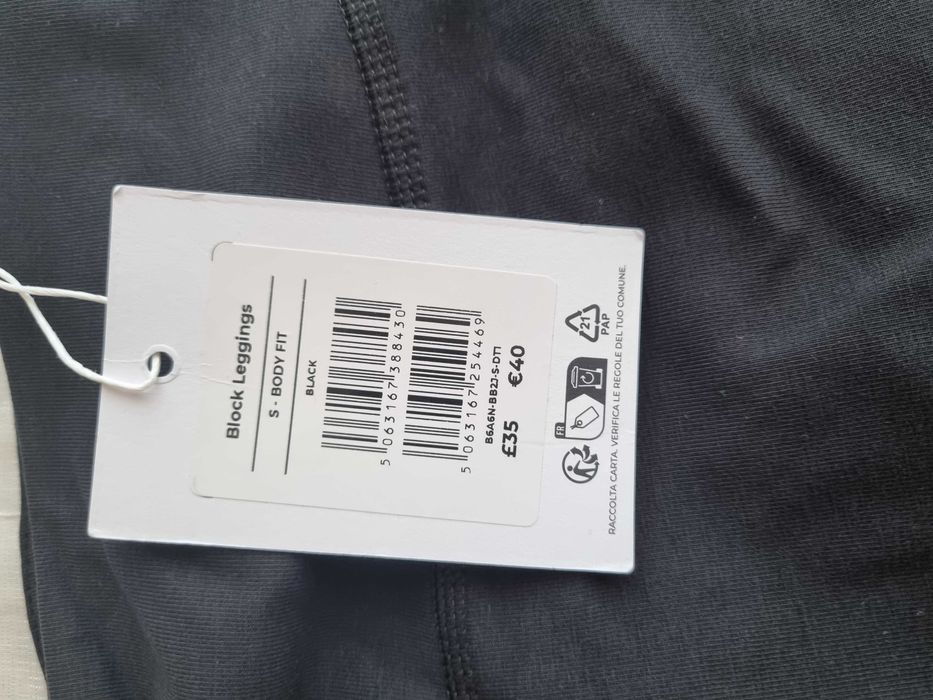 Block Leggings
S - BODY FIT
BLACK
5 063167 388430
5 063167 254469
B6A6N-BB2J-S-DT1
£35 €40
FR
21
PAP
RACCOLTA CARTA. VERIFICA LE REGOLE DEL TUO COMUNE.